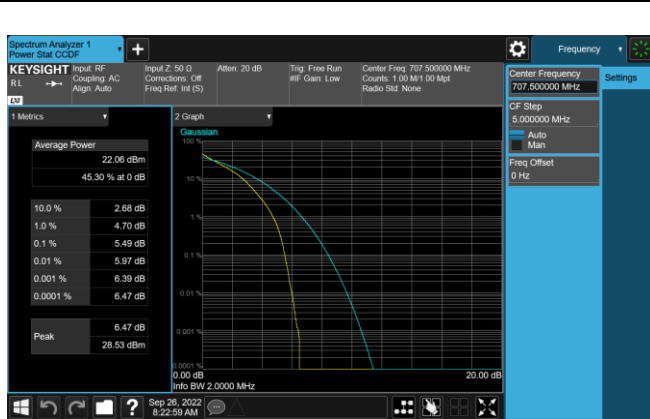 Spectrum Analyzer 1
Power Stat CCDF
+
Frequency
KEYSIGHT
R L
LXI
Input: RF
Coupling: AC
Align: Auto
Input Z: 50 Ω
Corrections: Off
Freq Ref: Int (S)
Atten: 20 dB
Trig: Free Run
#IF Gain: Low
Center Freq: 707.500000 MHz
Counts: 1.00 M/1.00 Mpt
Radio Std: None
Center Frequency
707.500000 MHz
Settings
CF Step
5.000000 MHz
Auto
Man
Freq Offset
0 Hz
1 Metrics
Average Power
22.06 dBm
45.30 % at 0 dB
10.0 % 2.68 dB
1.0 % 4.70 dB
0.1 % 5.49 dB
0.01 % 5.97 dB
0.001 % 6.39 dB
0.0001 % 6.47 dB
Peak
6.47 dB
28.53 dBm
2 Graph
Gaussian
100 %
10 %
1 %
0.1 %
0.01 %
0.001 %
0.0001 %
0.00 dB 20.00 dB
Info BW 2.0000 MHz
?
Sep 26, 2022
8:22:59 AM